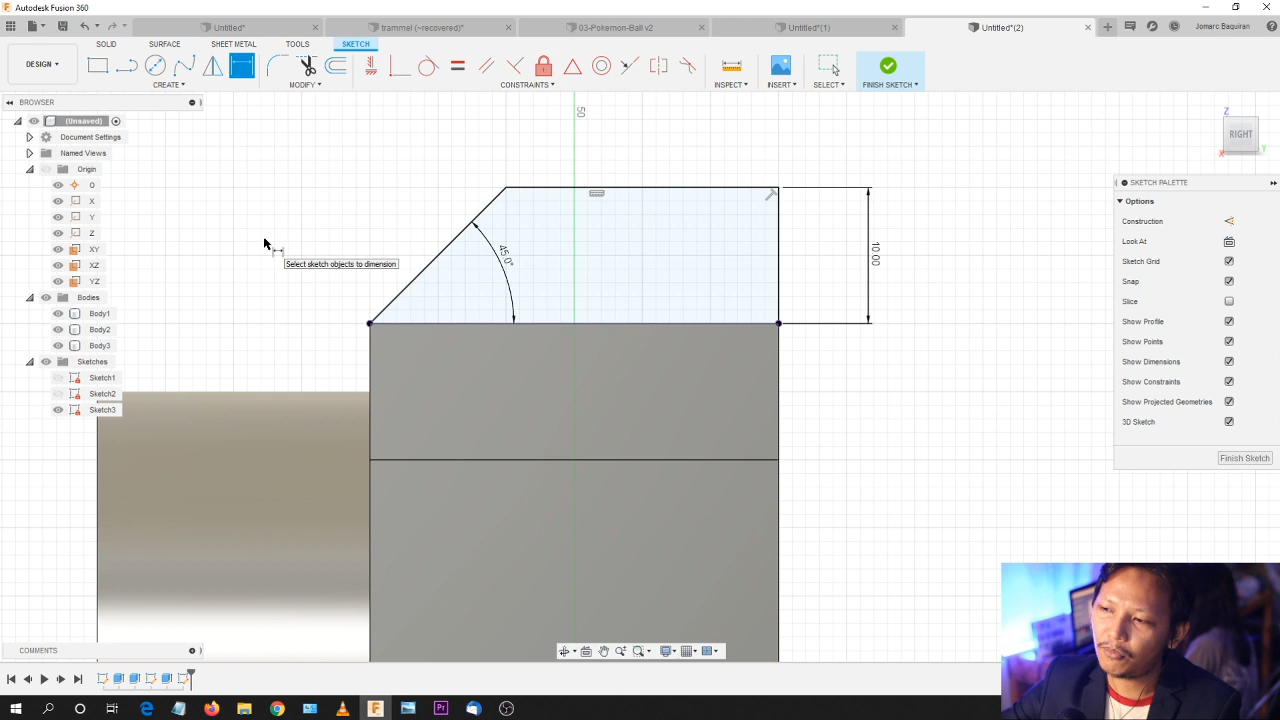 Autodesk Fusion 360
Untitled*
trammel (~recovered)*
03-Pokemon-Ball v2
Untitled*(1)
Untitled*(2)
Jomarc Baquiran
SOLID
SURFACE
SHEET METAL
TOOLS
SKETCH
DESIGN
CREATE
MODIFY
CONSTRAINTS
INSPECT
INSERT
SELECT
FINISH SKETCH
BROWSER
(Unsaved)
Document Settings
Named Views
Origin
O
X
Y
Z
XY
XZ
YZ
Bodies
Body1
Body2
Body3
Sketches
Sketch1
Sketch2
Sketch3
50
45.0°
10.00
Select sketch objects to dimension
Z
RIGHT
X
Y
SKETCH PALETTE
Options
Construction
Look At
Sketch Grid
Snap
Slice
Show Profile
Show Points
Show Dimensions
Show Constraints
Show Projected Geometries
3D Sketch
Finish Sketch
COMMENTS